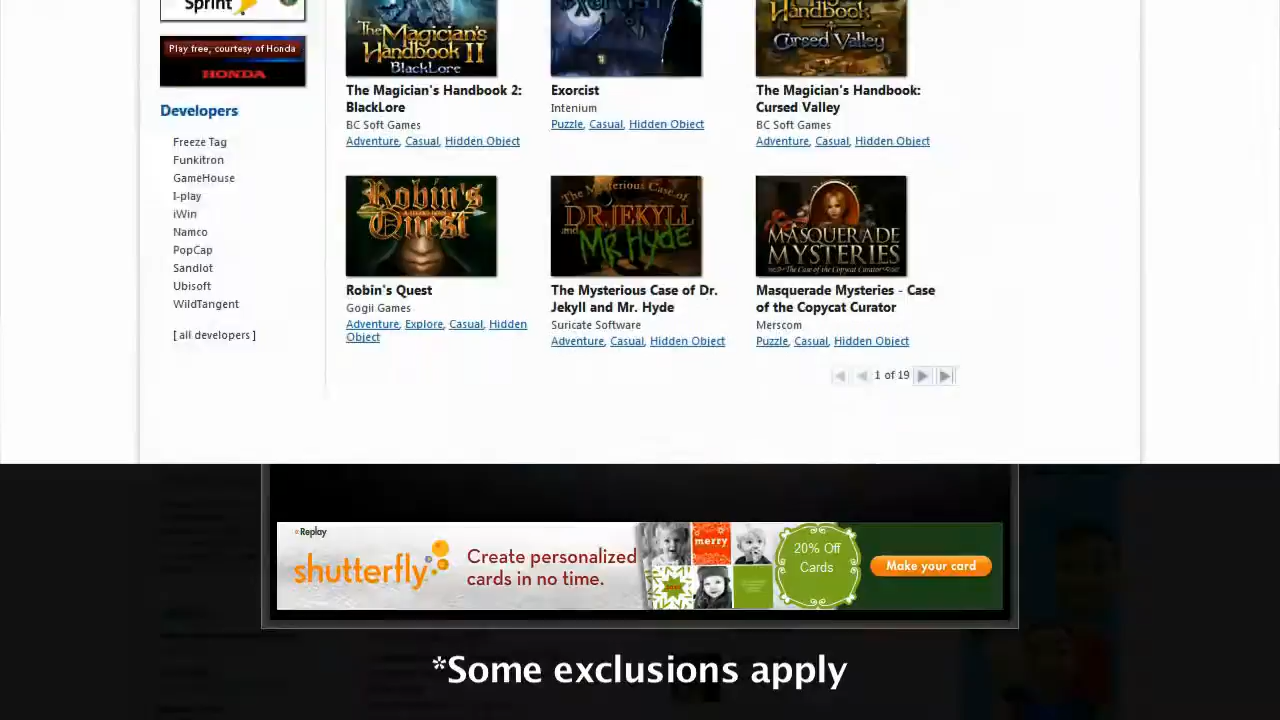 Sprint
Play free, courtesy of Honda
HONDA
Developers
Freeze Tag
Funkitron
GameHouse
I-play
iWin
Namco
PopCap
Sandlot
Ubisoft
WildTangent
[ all developers ]
The Magician's
Handbook II
BlackLore
The Magician's Handbook 2:
BlackLore
BC Soft Games
Adventure, Casual, Hidden Object
Exorcist
Exorcist
Intenium
Puzzle, Casual, Hidden Object
Handbook
Cursed Valley
The Magician's Handbook:
Cursed Valley
BC Soft Games
Adventure, Casual, Hidden Object
Robin's
Quest
Robin's Quest
Gogii Games
Adventure, Explore, Casual, Hidden
Object
The Mysterious Case of
DR. JEKYLL
and Mr. Hyde
The Mysterious Case of Dr.
Jekyll and Mr. Hyde
Suricate Software
Adventure, Casual, Hidden Object
MASQUERADE
MYSTERIES
The Case of the Copycat Curator
Masquerade Mysteries - Case
of the Copycat Curator
Merscom
Puzzle, Casual, Hidden Object
1 of 19
Replay
shutterfly
Create personalized
cards in no time.
merry
20% Off
Cards
Make your card
*Some exclusions apply